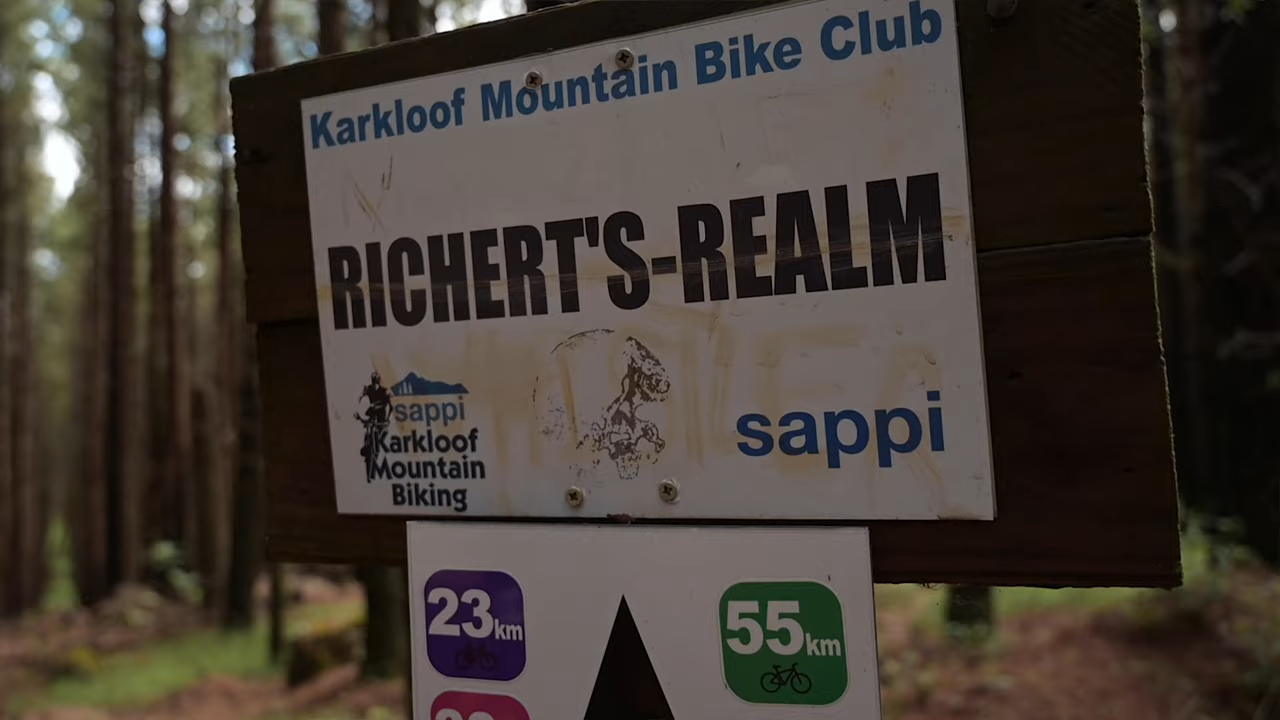 Karkloof Mountain Bike Club
RICHERT'S-REALM
sappi
Karkloof
Mountain
Biking
sappi
23km
55km